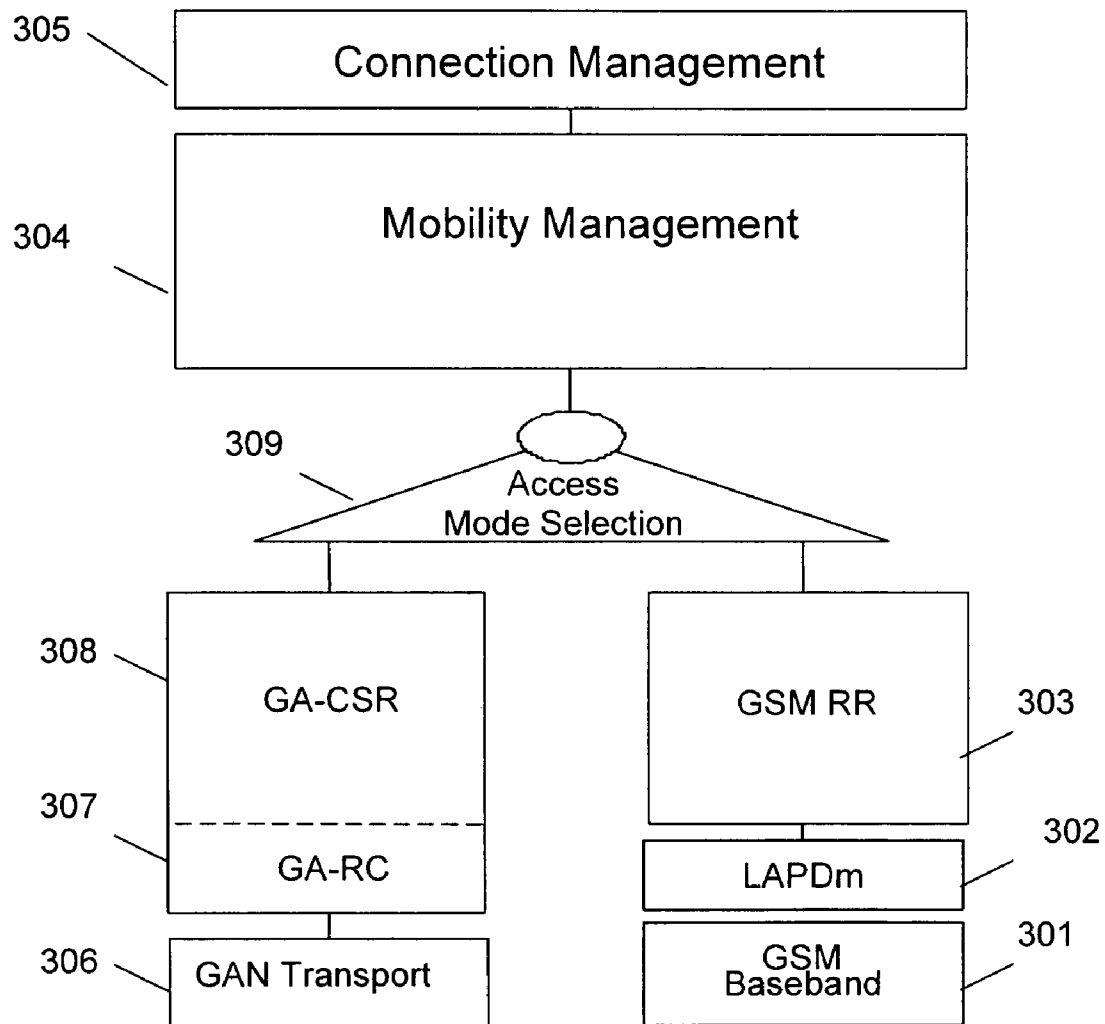 305
Connection Management
304
Mobility Management
309
Access
Mode Selection
308
GA-CSR
GSM RR
303
307
GA-RC
302
LAPDm
306
GAN Transport
301
GSM
Baseband